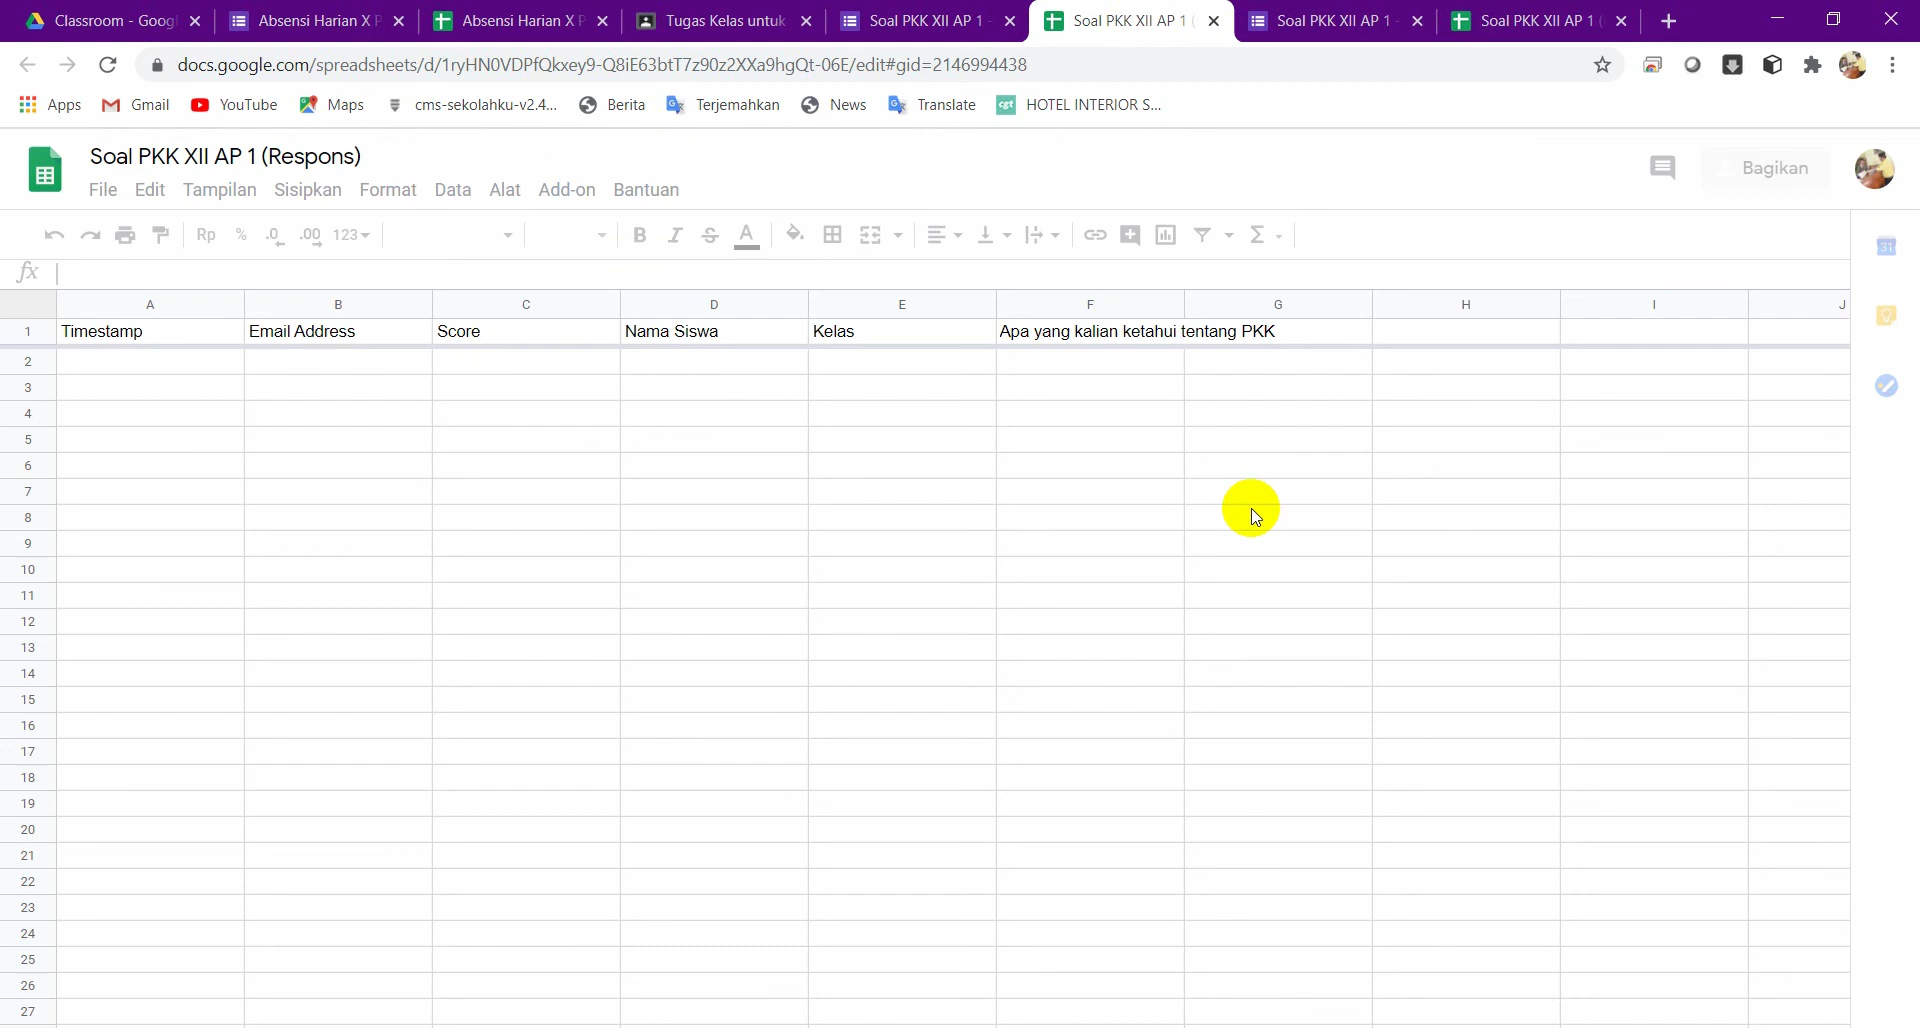 Classroom - Goog
Absensi Harian X P
Absensi Harian X P
Tugas Kelas untuk
Soal PKK XII AP 1 -
Soal PKK XII AP 1 (
Soal PKK XII AP 1 -
Soal PKK XII AP 1 (
docs.google.com/spreadsheets/d/1ryHN0VDPfQkxey9-Q8iE63btT7z90z2XXa9hgQt-06E/edit#gid=2146994438
Apps Gmail YouTube Maps cms-sekolahku-v2.4... Berita Terjemahkan News Translate cgt HOTEL INTERIOR S...
Soal PKK XII AP 1 (Respons)
File Edit Tampilan Sisipkan Format Data Alat Add-on Bantuan
Bagikan
Rp % .0 .00 123 B I S A Σ
31
fx
A B C D E F G H I J
1 Timestamp Email Address Score Nama Siswa Kelas Apa yang kalian ketahui tentang PKK
2
3
4
5
6
7
8
9
10
11
12
13
14
15
16
17
18
19
20
21
22
23
24
25
26
27